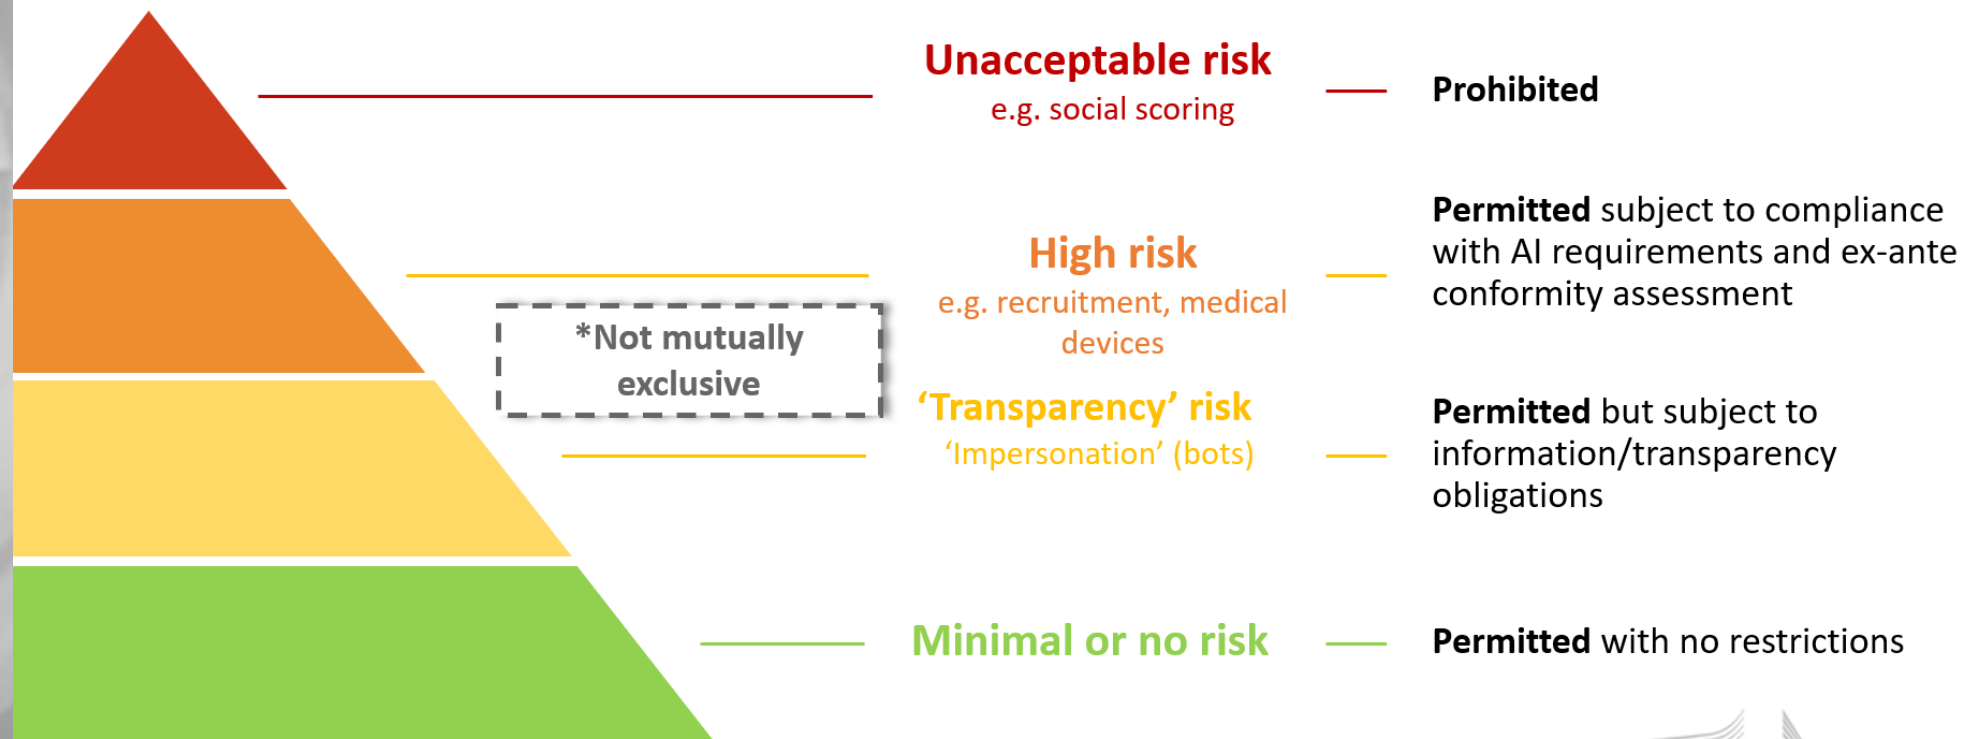 Unacceptable risk
e.g. social scoring
Prohibited
High risk
e.g. recruitment, medical
devices
Permitted subject to compliance
with AI requirements and ex-ante
conformity assessment
*Not mutually
exclusive
‘Transparency’ risk
‘Impersonation’ (bots)
Permitted but subject to
information/transparency
obligations
Minimal or no risk
Permitted with no restrictions